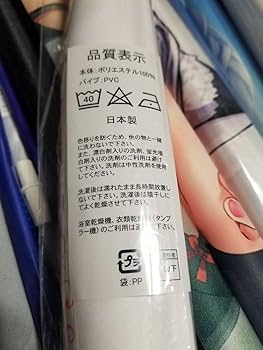 品質表示
本体:ポリエステル100%
パイプ:PVC
40
日本製
色移りを防ぐため、他の物と一緒
に洗わないで下さい。
また、漂白剤入りの洗剤、蛍光増
白剤入りの洗剤のご利用は避け
て下さい。洗剤は中性洗剤を使用し
てください。
洗濯後は濡れたまま長時間放置し
ないで下さい。洗濯後は陰干しに
てよく乾燥させて下さい。
浴室乾燥機、衣類乾燥機(タンブ
ラー機)のご利用は避けて下さい。
プラ
袋:PP
下